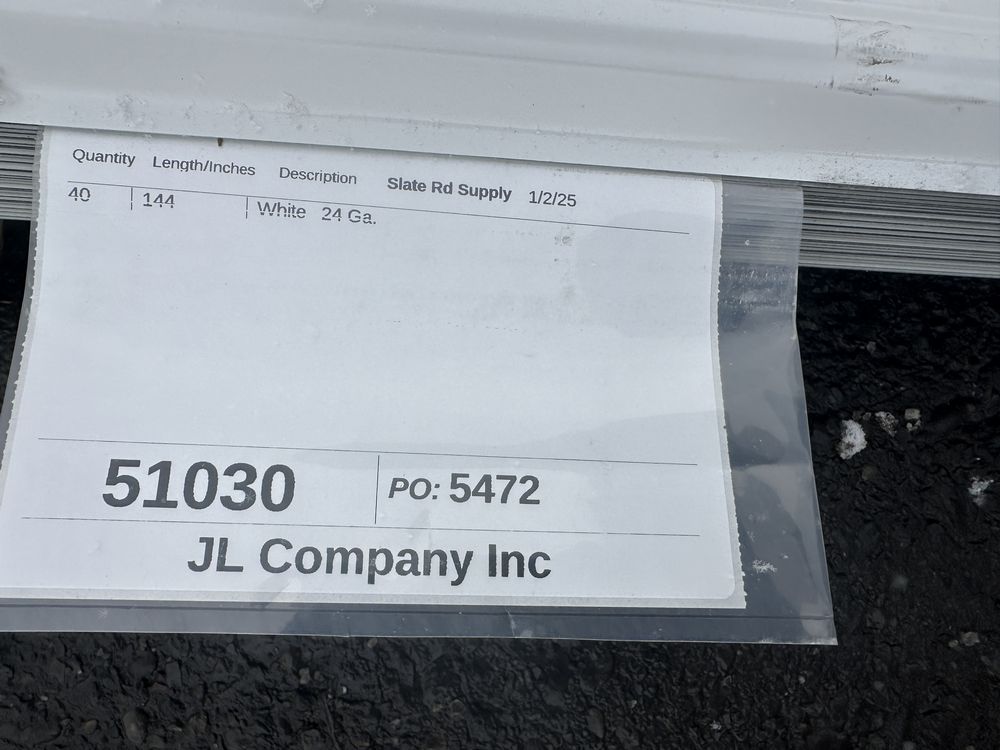 Quantity Length/Inches Description Slate Rd Supply 1/2/25
40 144 White 24 Ga.
51030 PO: 5472
JL Company Inc